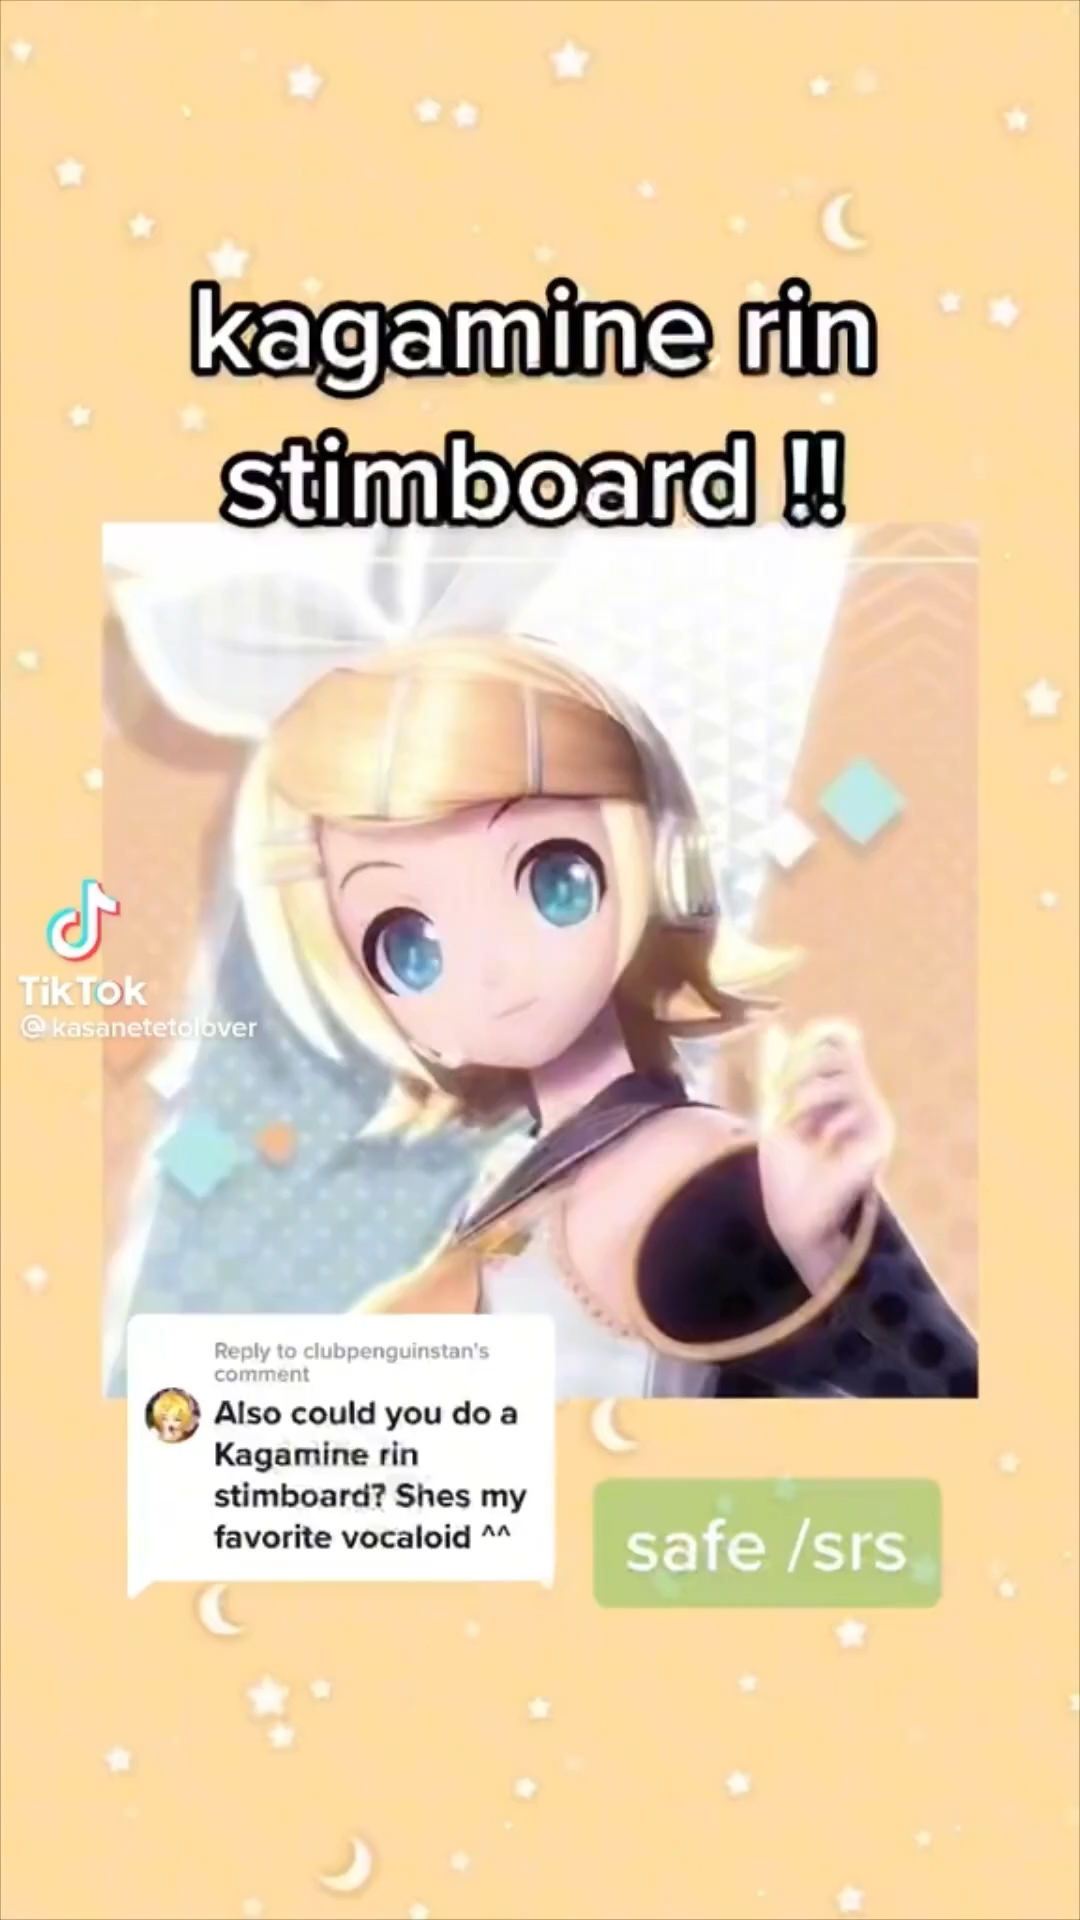 kagamine rin
stimboard !!
TikTok
@kasanetetolover
Reply to clubpenguinstan's
comment
Also could you do a
Kagamine rin
stimboard? Shes my
favorite vocaloid ^^
safe /srs